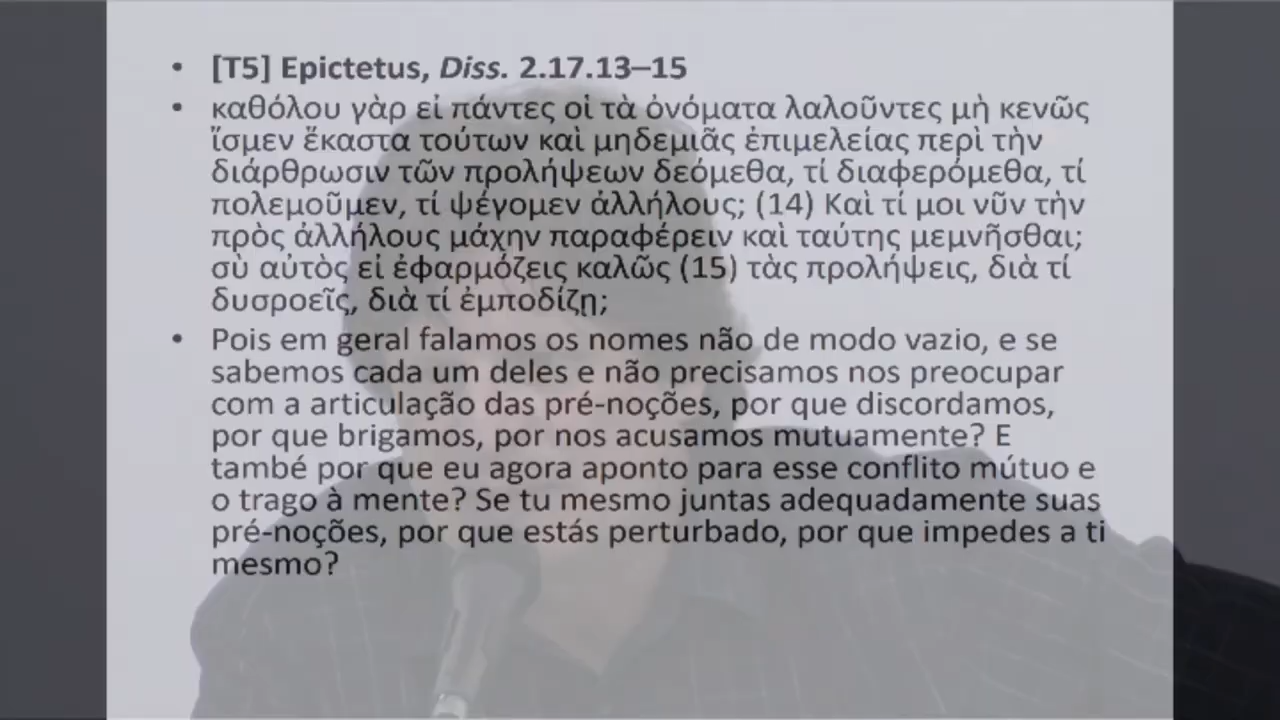 • [T5] Epictetus, Diss. 2.17.13–15
• καθόλου γὰρ εἰ πάντες οἱ τὰ ὀνόματα λαλοῦντες μὴ κενῶς
ἴσμεν ἕκαστα τούτων καὶ μηδεμιᾶς ἐπιμελείας περὶ τὴν
διάρθρωσιν τῶν προλήψεων δεόμεθα, τί διαφερόμεθα, τί
πολεμοῦμεν, τί ψέγομεν ἀλλήλους; (14) Καὶ τί μοι νῦν τὴν
πρὸς ἀλλήλους μάχην παραφέρειν καὶ ταύτης μεμνῆσθαι;
σὺ αὐτὸς εἰ ἐφαρμόζεις καλῶς (15) τὰς προλήψεις, διὰ τί
δυσροεῖς, διὰ τί ἐμποδίζῃ;
• Pois em geral falamos os nomes não de modo vazio, e se
sabemos cada um deles e não precisamos nos preocupar
com a articulação das pré-noções, por que discordamos,
por que brigamos, por nos acusamos mutuamente? E
também por que eu agora aponto para esse conflito mútuo e
o trago à mente? Se tu mesmo juntas adequadamente suas
pré-noções, por que estás perturbado, por que impedes a ti
mesmo?